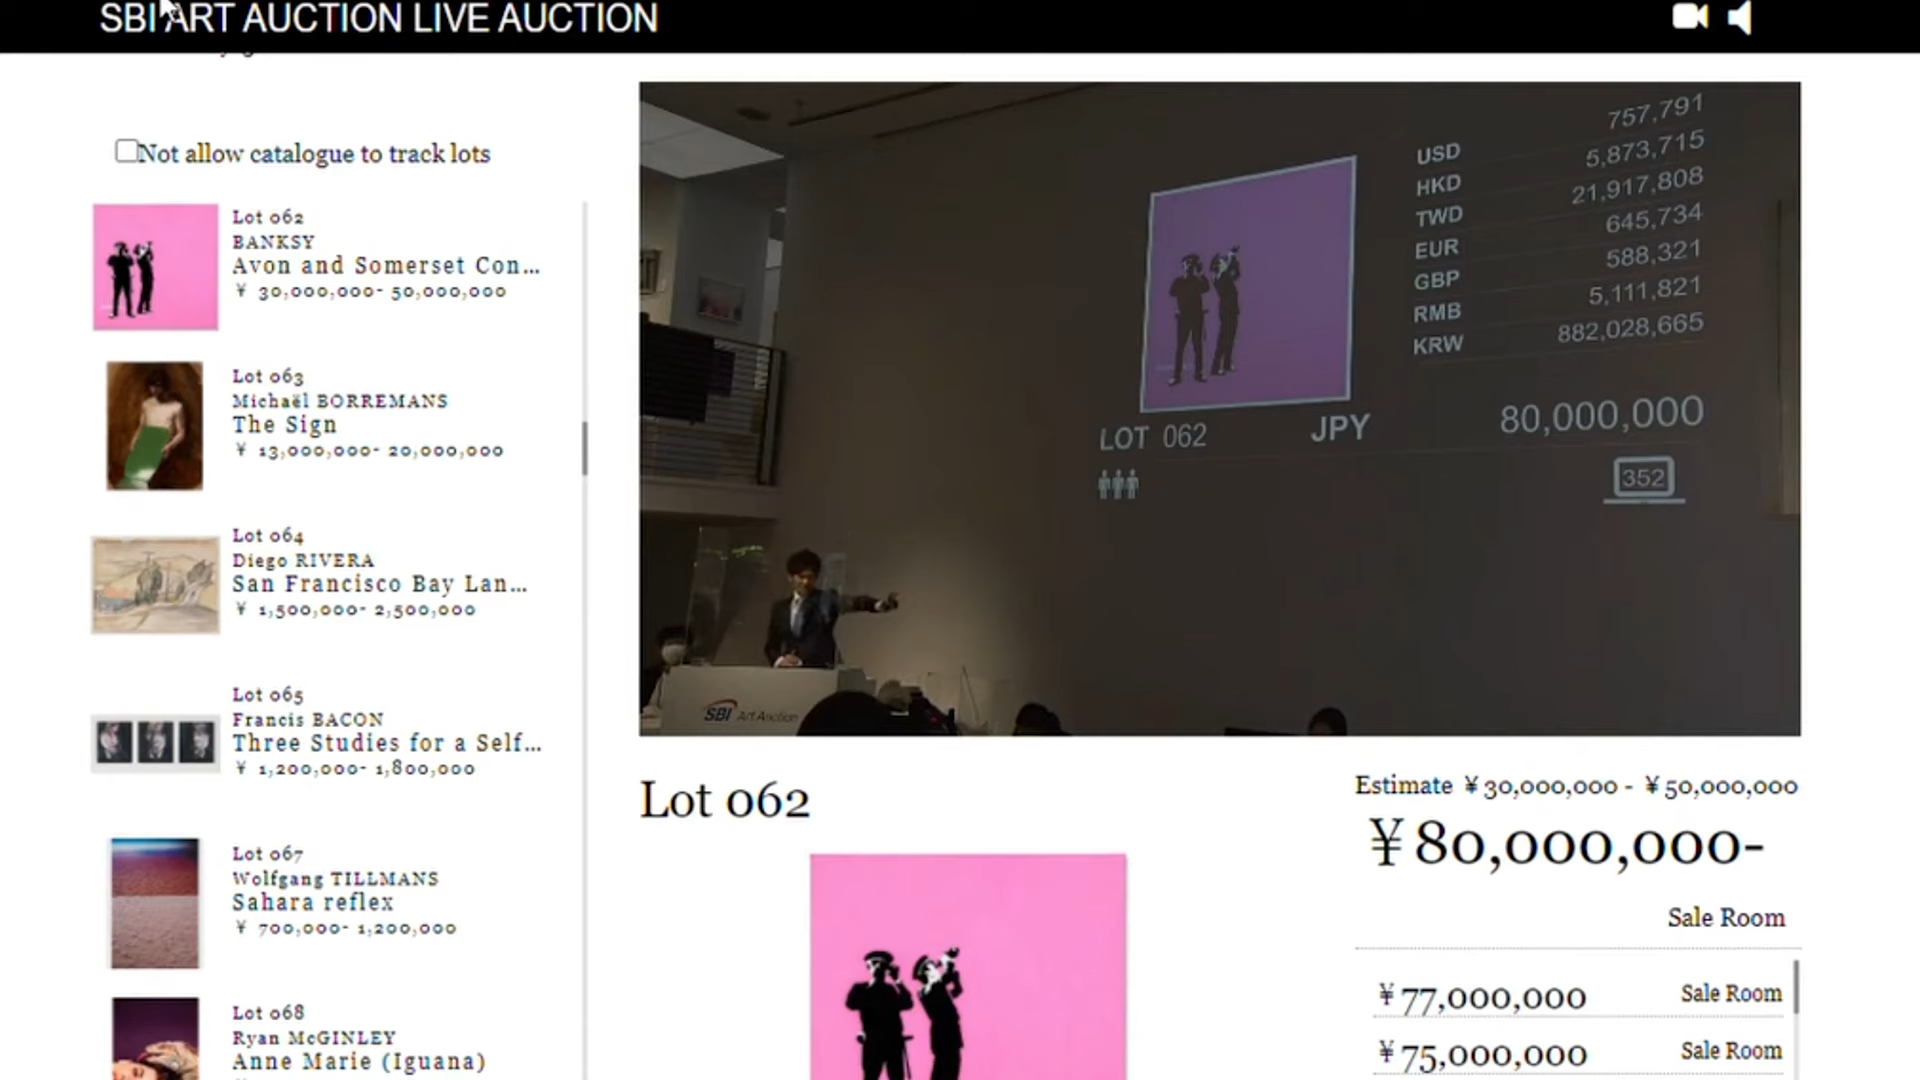 SBI ART AUCTION LIVE AUCTION
Not allow catalogue to track lots
Lot 062
BANKSY
Avon and Somerset Con...
¥ 30,000,000- 50,000,000
Lot 063
Michaël BORREMANS
The Sign
¥ 13,000,000- 20,000,000
Lot 064
Diego RIVERA
San Francisco Bay Lan...
¥ 1,500,000- 2,500,000
Lot 065
Francis BACON
Three Studies for a Self...
¥ 1,200,000- 1,800,000
Lot 067
Wolfgang TILLMANS
Sahara reflex
¥ 700,000- 1,200,000
Lot 068
Ryan McGINLEY
Anne Marie (Iguana)
USD 757,791
HKD 5,873,715
TWD 21,917,808
EUR 645,734
GBP 588,321
RMB 5,111,821
KRW 882,028,665
LOT 062 JPY 80,000,000
352
SBI Art Auction
Lot 062
Estimate ¥30,000,000 - ¥50,000,000
¥80,000,000-
Sale Room
¥77,000,000 Sale Room
¥75,000,000 Sale Room